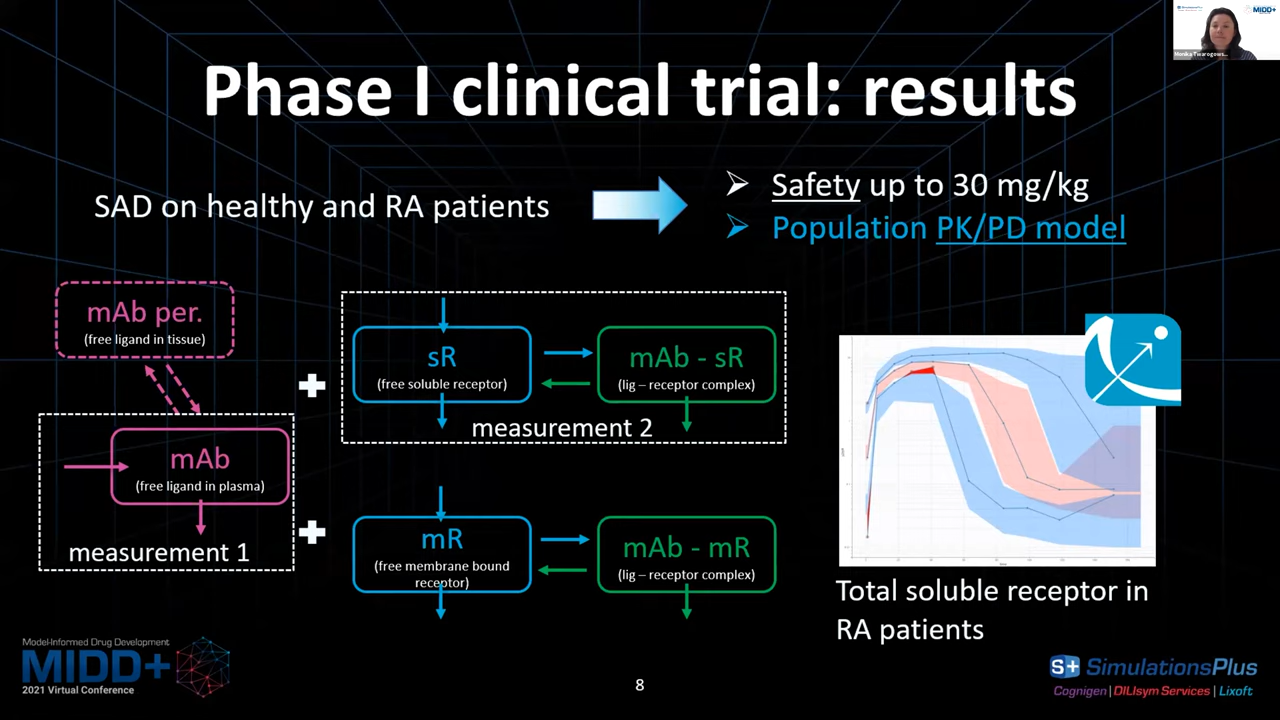 Phase I clinical trial: results
SAD on healthy and RA patients
Safety up to 30 mg/kg
Population PK/PD model
mAb per.
(free ligand in tissue)
mAb
(free ligand in plasma)
measurement 1
sR
(free soluble receptor)
mAb - sR
(lig – receptor complex)
measurement 2
mR
(free membrane bound
receptor)
mAb - mR
(lig – receptor complex)
Total soluble receptor in
RA patients
Model-Informed Drug Development
MIDD+
2021 Virtual Conference
8
S+ SimulationsPlus
Cognigen | DILIsym Services | Lixoft
MIDD+